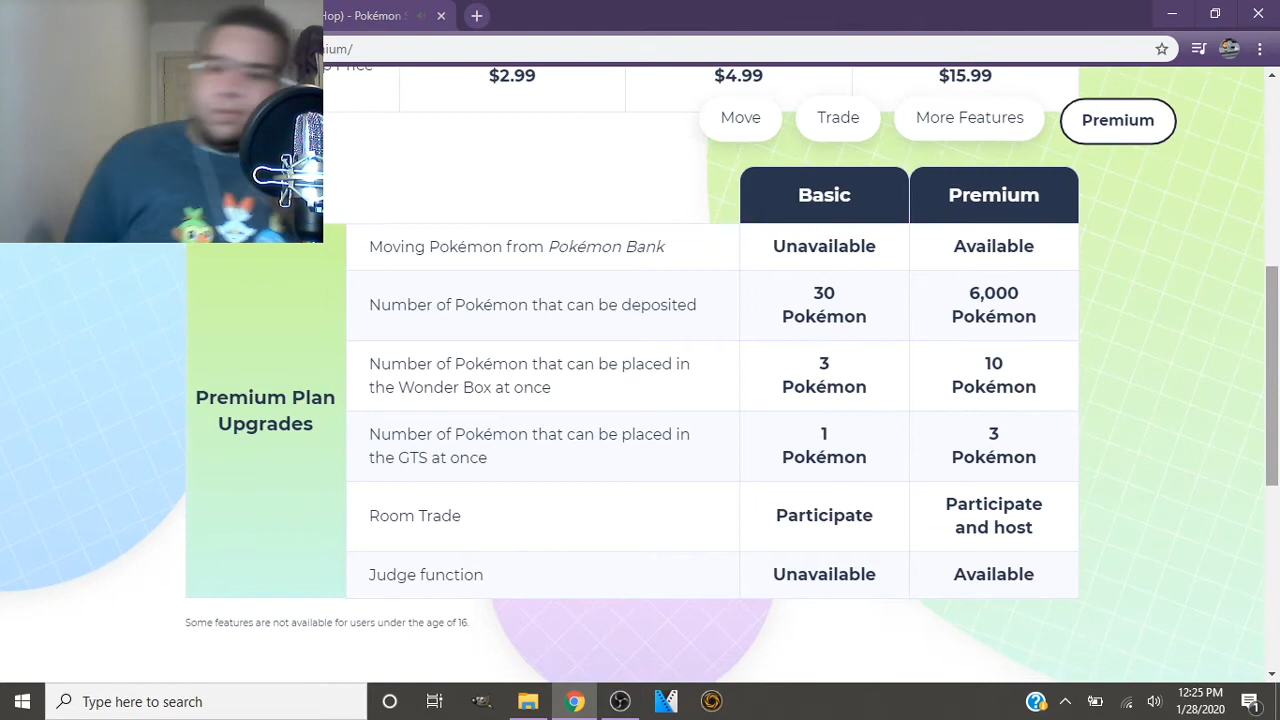 Hop) - Pokémon S
nium/
$2.99 $4.99 $15.99
Move Trade More Features Premium
Basic Premium
Moving Pokémon from Pokémon Bank Unavailable Available
Number of Pokémon that can be deposited 30 Pokémon 6,000 Pokémon
Number of Pokémon that can be placed in
the Wonder Box at once 3 Pokémon 10 Pokémon
Premium Plan
Upgrades
Number of Pokémon that can be placed in
the GTS at once 1 Pokémon 3 Pokémon
Room Trade Participate Participate and host
Judge function Unavailable Available
Some features are not available for users under the age of 16.
Type here to search
12:25 PM
1/28/2020